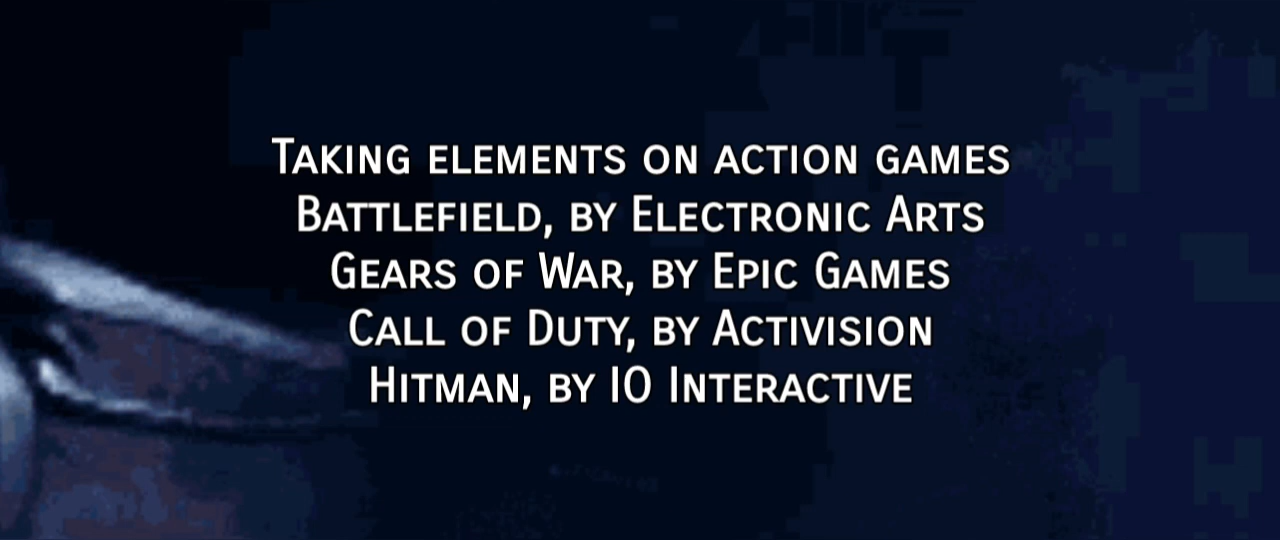 Taking elements on action games
Battlefield, by Electronic Arts
Gears of War, by Epic Games
Call of Duty, by Activision
Hitman, by IO Interactive